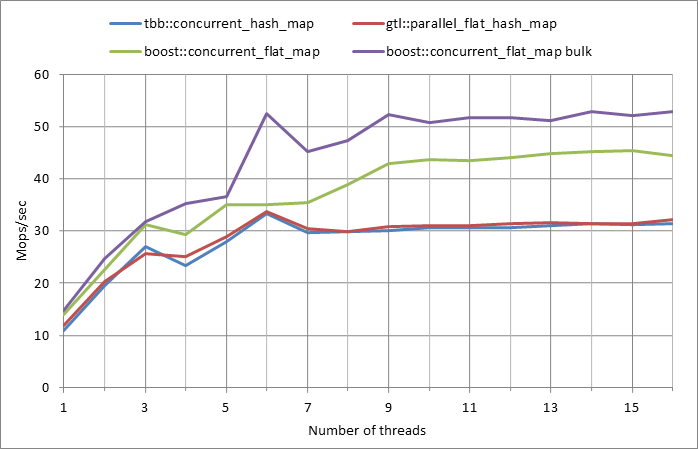 tbb::concurrent_hash_map gtl::parallel_flat_hash_map
boost::concurrent_flat_map boost::concurrent_flat_map bulk
60
50
40
30
20
10
0
Mops/sec
1 3 5 7 9 11 13 15
Number of threads